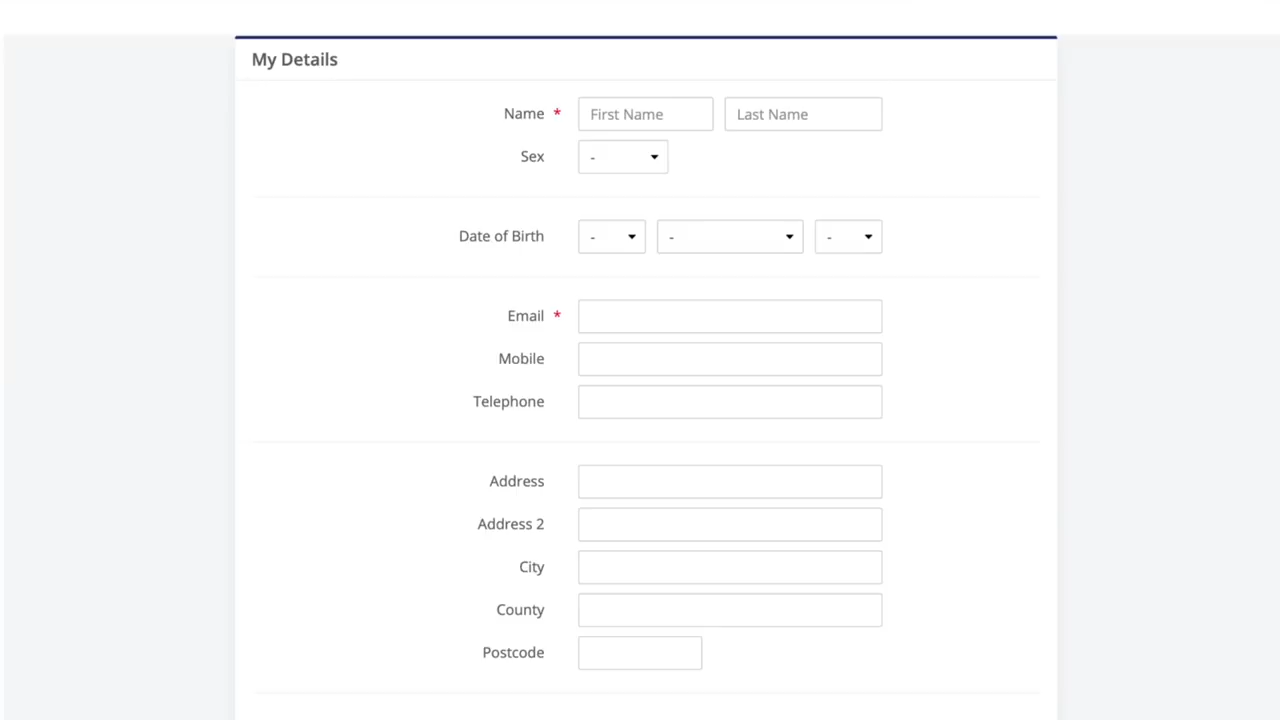 My Details
Name * First Name Last Name
Sex -
Date of Birth - - -
Email *
Mobile
Telephone
Address
Address 2
City
County
Postcode